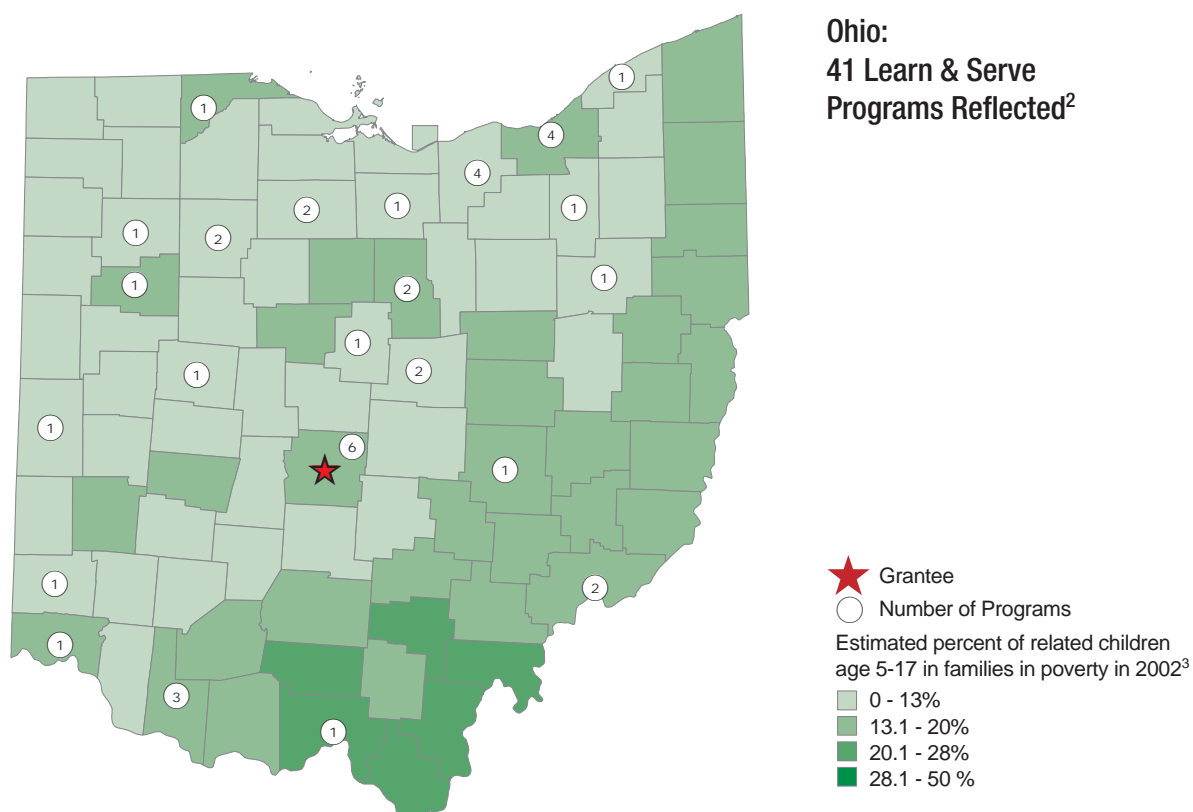 Ohio:
41 Learn & Serve
Programs Reflected2
1
1
4
4
2
1
1
1
2
1
1
2
1
2
1
1
6
1
1
2
1
3
1
Grantee
Number of Programs
Estimated percent of related children
age 5-17 in families in poverty in 20023
0 - 13%
13.1 - 20%
20.1 - 28%
28.1 - 50 %